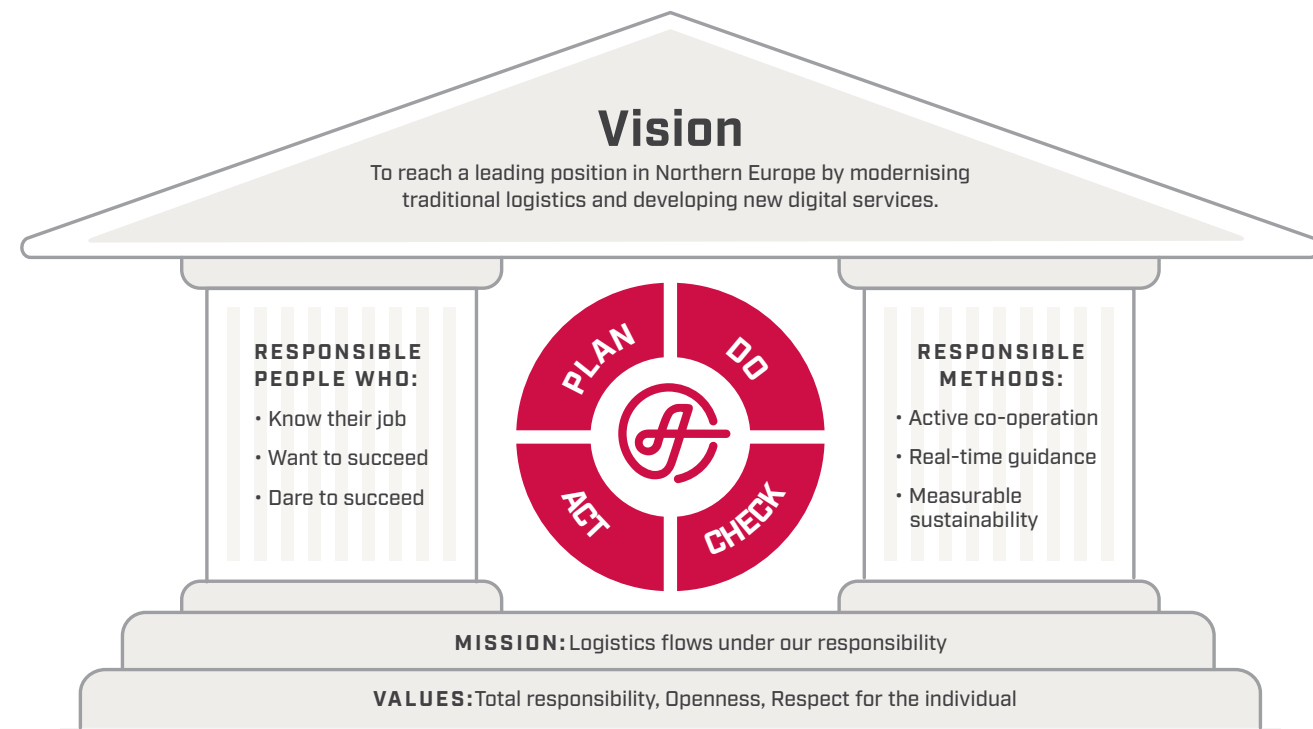 Vision
To reach a leading position in Northern Europe by modernising
traditional logistics and developing new digital services.
RESPONSIBLE
PEOPLE WHO:
• Know their job
• Want to succeed
• Dare to succeed
PLAN
DO
ACT
CHECK
RESPONSIBLE
METHODS:
• Active co-operation
• Real-time guidance
• Measurable
sustainability
MISSION: Logistics flows under our responsibility
VALUES: Total responsibility, Openness, Respect for the individual